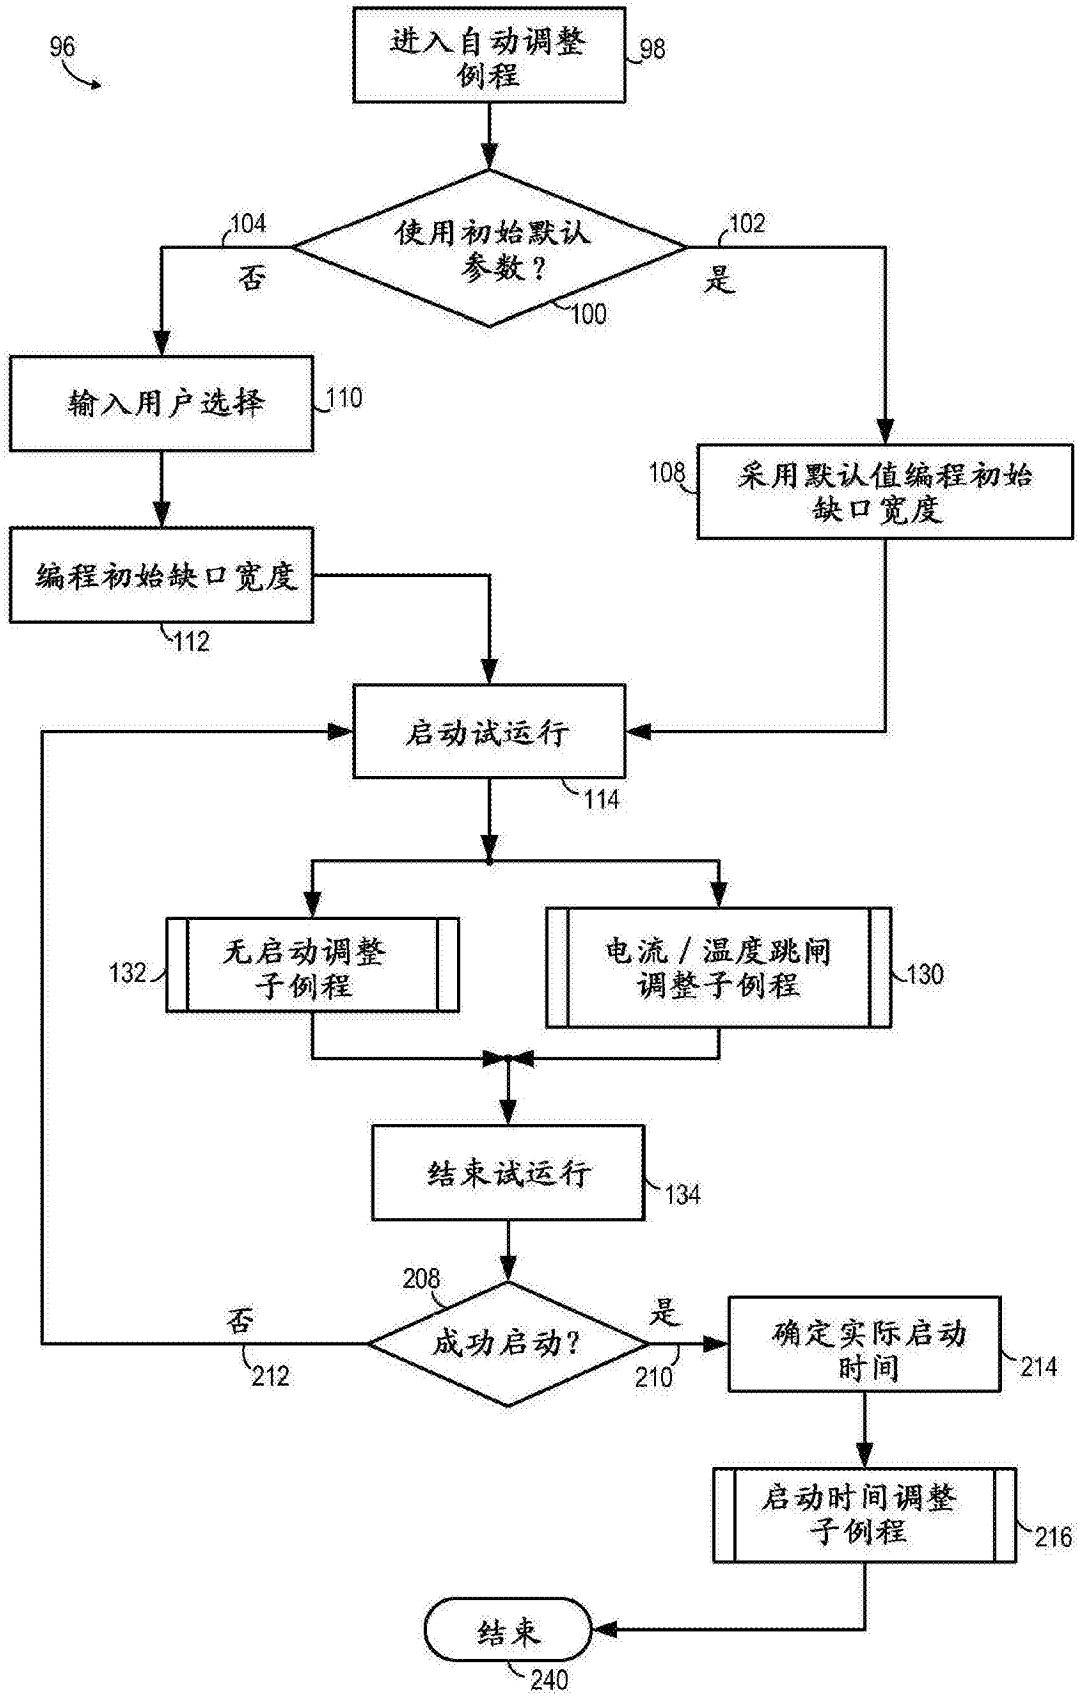 96
进入自动调整
例程
98
使用初始默认
参数?
100
104
否
102
是
输入用户选择
110
采用默认值编程初始
缺口宽度
108
编程初始缺口宽度
112
启动试运行
114
无启动调整
子例程
132
电流/温度跳闸
调整子例程
130
结束试运行
134
208
成功启动?
否
212
是
210
确定实际启动
时间
214
启动时间调整
子例程
216
结束
240